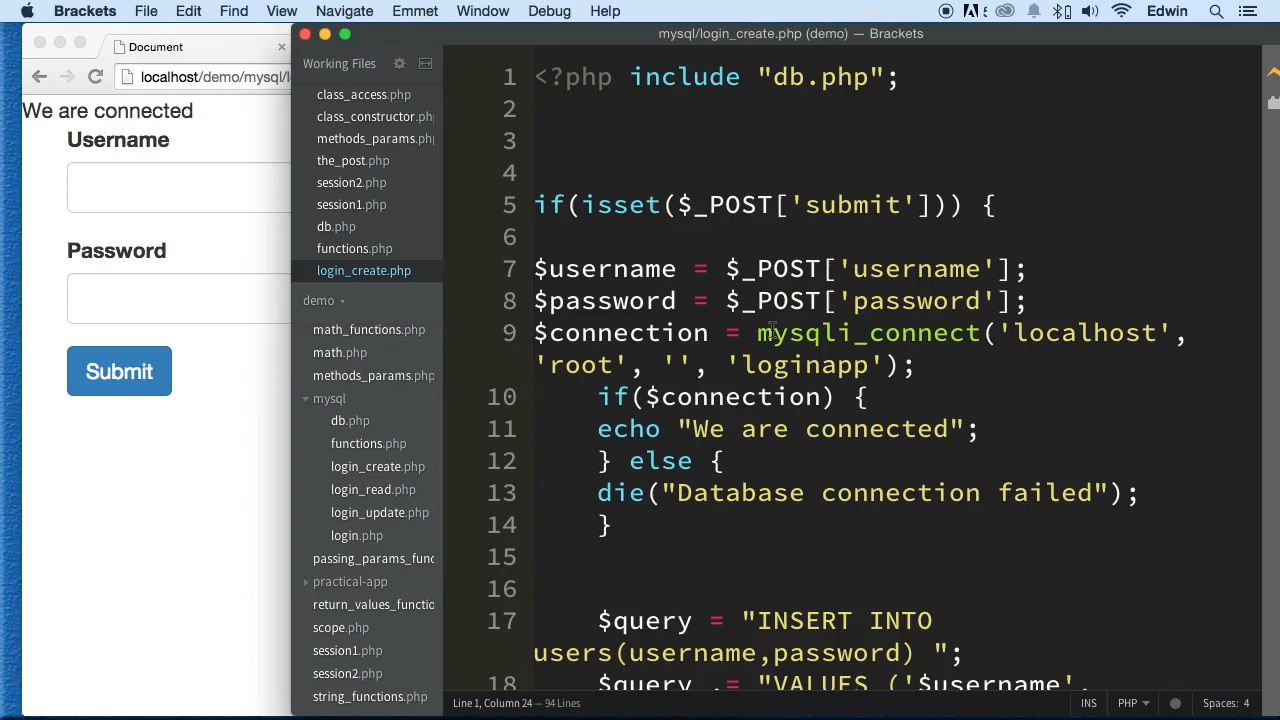 Brackets File Edit Find View Navigate Emmet Window Debug Help 5 Edwin
Document
localhost/demo/mysql/l
We are connected
Username
Password
Submit
mysql/login_create.php (demo) — Brackets
Working Files
class_access.php
class_constructor.ph
methods_params.ph
the_post.php
session2.php
session1.php
db.php
functions.php
login_create.php
demo
math_functions.php
math.php
methods_params.php
mysql
db.php
functions.php
login_create.php
login_read.php
login_update.php
login.php
passing_params_func
practical-app
return_values_functio
scope.php
session1.php
session2.php
string_functions.php
1 <?php include "db.php";
2
3
4
5 if(isset($_POST['submit'])) {
6
7 $username = $_POST['username'];
8 $password = $_POST['password'];
9 $connection = mysqli_connect('localhost',
'root', '', 'loginapp');
10 if($connection) {
11 echo "We are connected";
12 } else {
13 die("Database connection failed");
14 }
15
16
17 $query = "INSERT INTO
users(username,password) ";
18 $query .= "VALUES ('$username',
Line 1, Column 24 — 94 Lines
INS PHP Spaces: 4